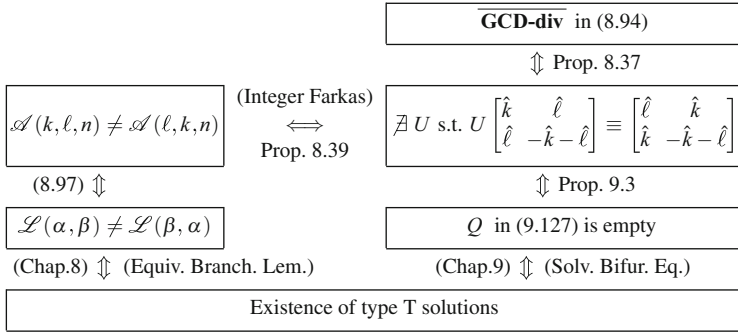 GCD-div in (8.94)
⇕ Prop. 8.37
(Integer Farkas)
𝒜(k, ℓ, n) ≠ 𝒜(ℓ, k, n) ⟺ ∄ U s.t. U [k̂ ℓ̂; ℓ̂ −k̂ − ℓ̂] ≡ [ℓ̂ k̂; k̂ −k̂ − ℓ̂]
Prop. 8.39
(8.97) ⇕ ⇕ Prop. 9.3
ℒ(α, β) ≠ ℒ(β, α) Q in (9.127) is empty
(Chap.8) ⇕ (Equiv. Branch. Lem.) (Chap.9) ⇕ (Solv. Bifur. Eq.)
Existence of type T solutions